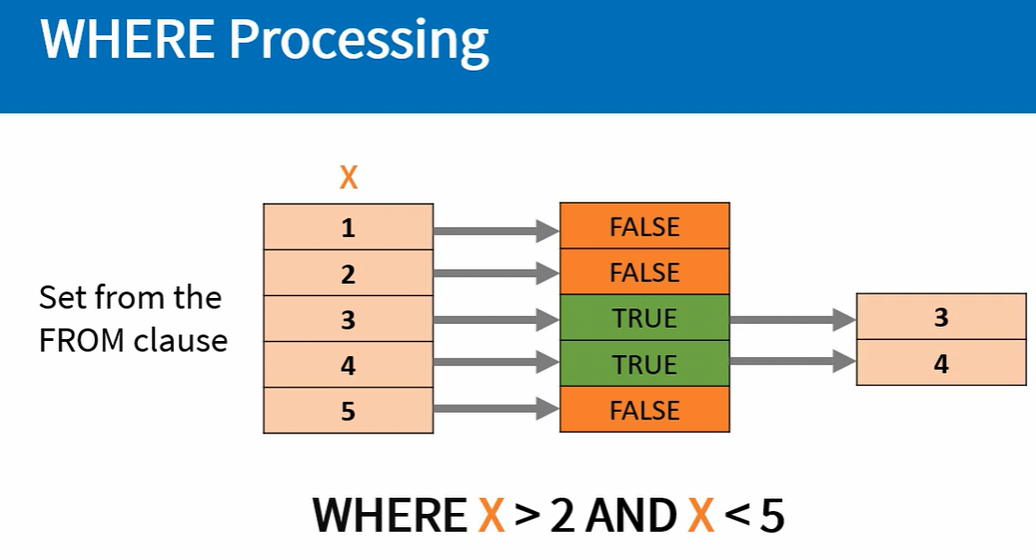 WHERE Processing
X
Set from the
FROM clause
1 FALSE
2 FALSE
3 TRUE 3
4 TRUE 4
5 FALSE
WHERE X > 2 AND X < 5